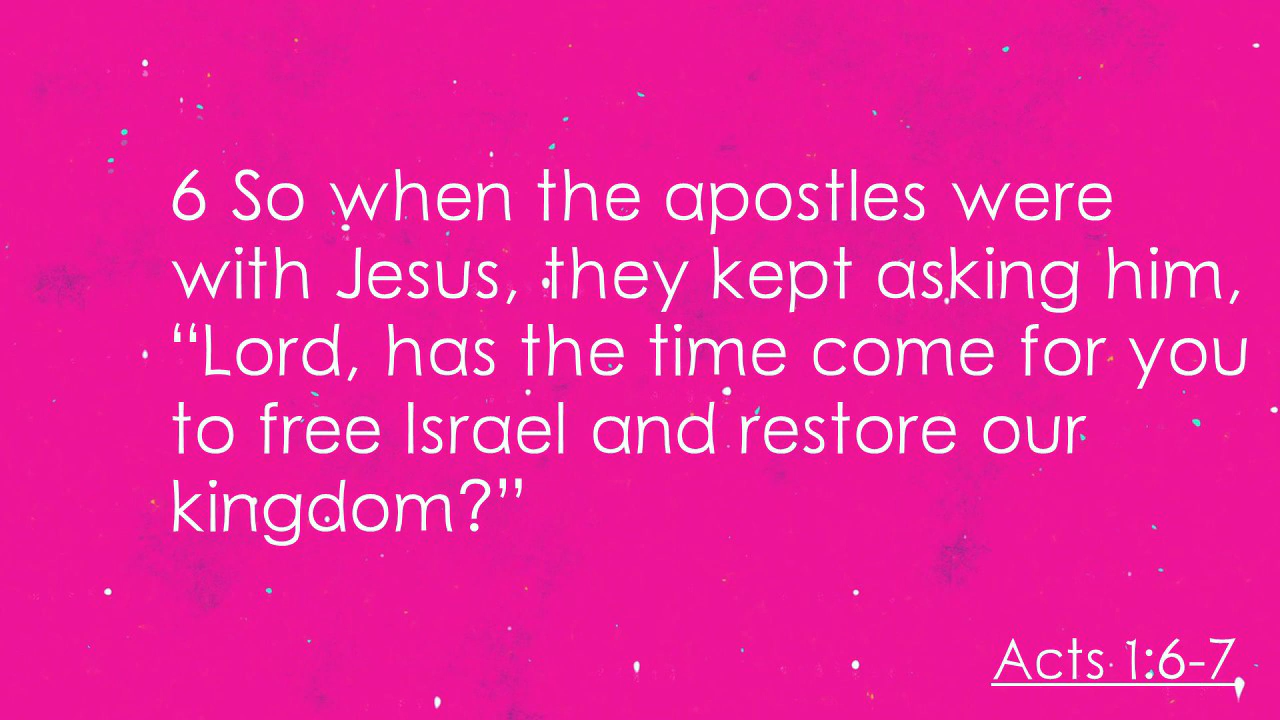 6 So when the apostles were
with Jesus, they kept asking him,
“Lord, has the time come for you
to free Israel and restore our
kingdom?”
Acts 1:6-7